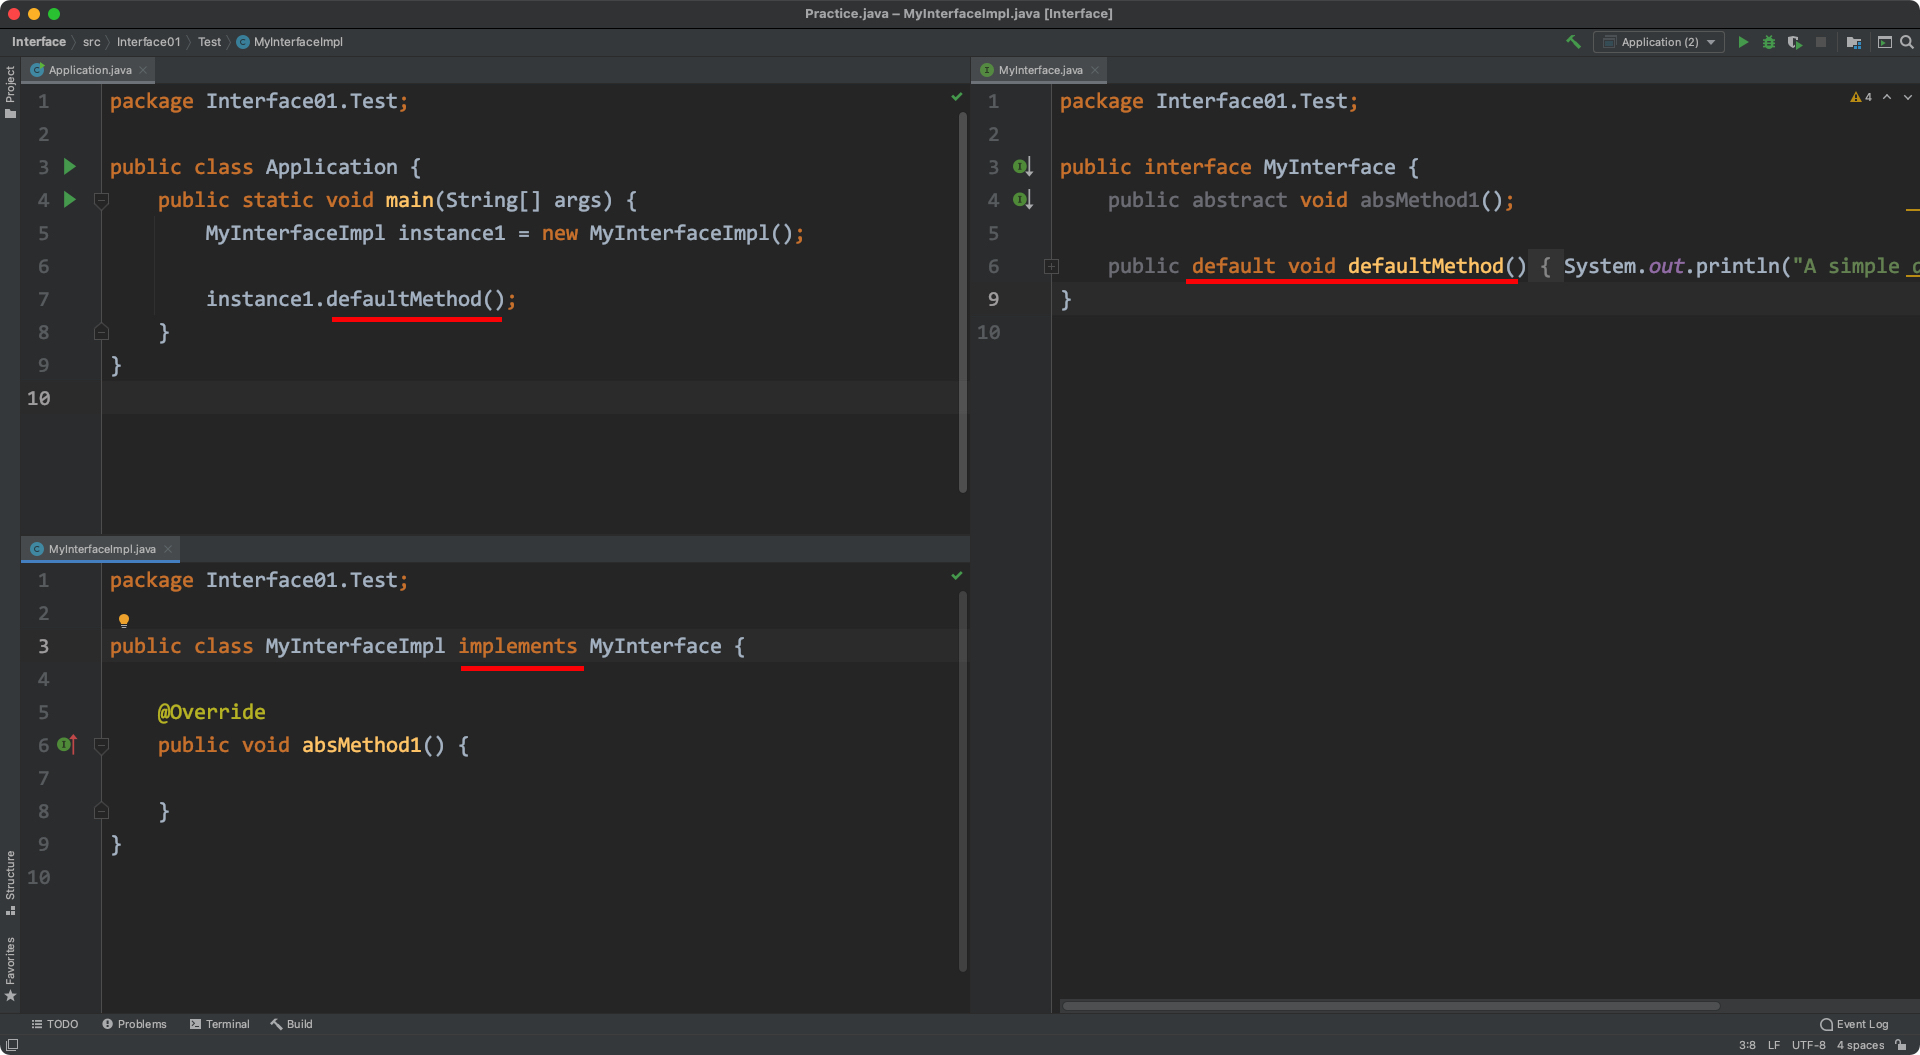 Practice.java – MyInterfaceImpl.java [Interface]
Interface src Interface01 Test MyInterfaceImpl
Application (2)
Project
Application.java
1 package Interface01.Test;
2
3 public class Application {
4 public static void main(String[] args) {
5 MyInterfaceImpl instance1 = new MyInterfaceImpl();
6
7 instance1.defaultMethod();
8 }
9 }
10
MyInterfaceImpl.java
1 package Interface01.Test;
2
3 public class MyInterfaceImpl implements MyInterface {
4
5 @Override
6 public void absMethod1() {
7
8 }
9 }
10
MyInterface.java
4
1 package Interface01.Test;
2
3 public interface MyInterface {
4 public abstract void absMethod1();
5
6 public default void defaultMethod() { System.out.println("A simple
9 }
10
Structure
Favorites
TODO Problems Terminal Build
Event Log
3:8 LF UTF-8 4 spaces